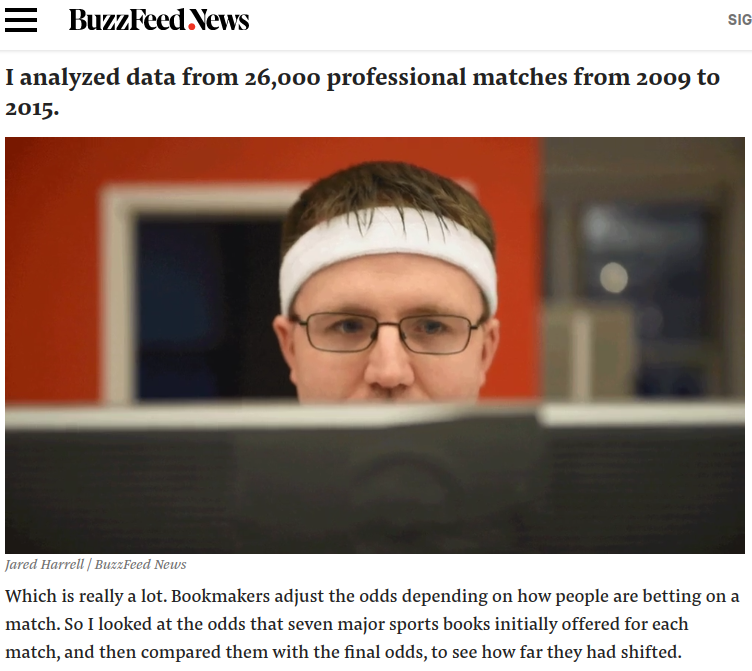 BuzzFeed News
SIG
I analyzed data from 26,000 professional matches from 2009 to
2015.
Jared Harrell / BuzzFeed News
Which is really a lot. Bookmakers adjust the odds depending on how people are betting on a
match. So I looked at the odds that seven major sports books initially offered for each
match, and then compared them with the final odds, to see how far they had shifted.